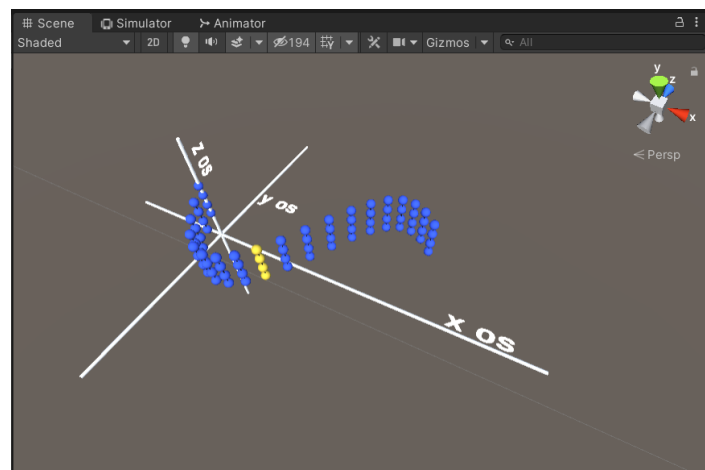 Scene Simulator Animator
Shaded 2D 194 Gizmos All
y
z
x
Persp
z os
y os
x os